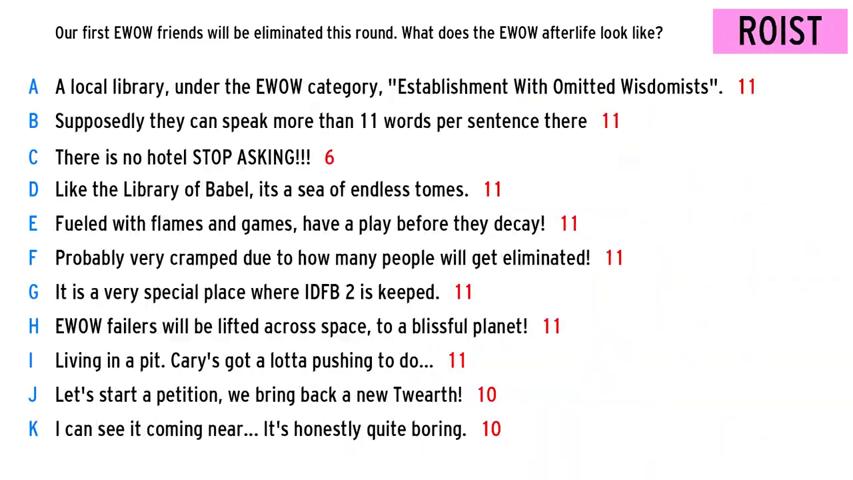 Our first EWOW friends will be eliminated this round. What does the EWOW afterlife look like?
ROIST
A A local library, under the EWOW category, "Establishment With Omitted Wisdomists". 11
B Supposedly they can speak more than 11 words per sentence there 11
C There is no hotel STOP ASKING!!! 6
D Like the Library of Babel, its a sea of endless tomes. 11
E Fueled with flames and games, have a play before they decay! 11
F Probably very cramped due to how many people will get eliminated! 11
G It is a very special place where IDFB 2 is keeped. 11
H EWOW failers will be lifted across space, to a blissful planet! 11
I Living in a pit. Cary's got a lotta pushing to do... 11
J Let's start a petition, we bring back a new Twearth! 10
K I can see it coming near... It's honestly quite boring. 10